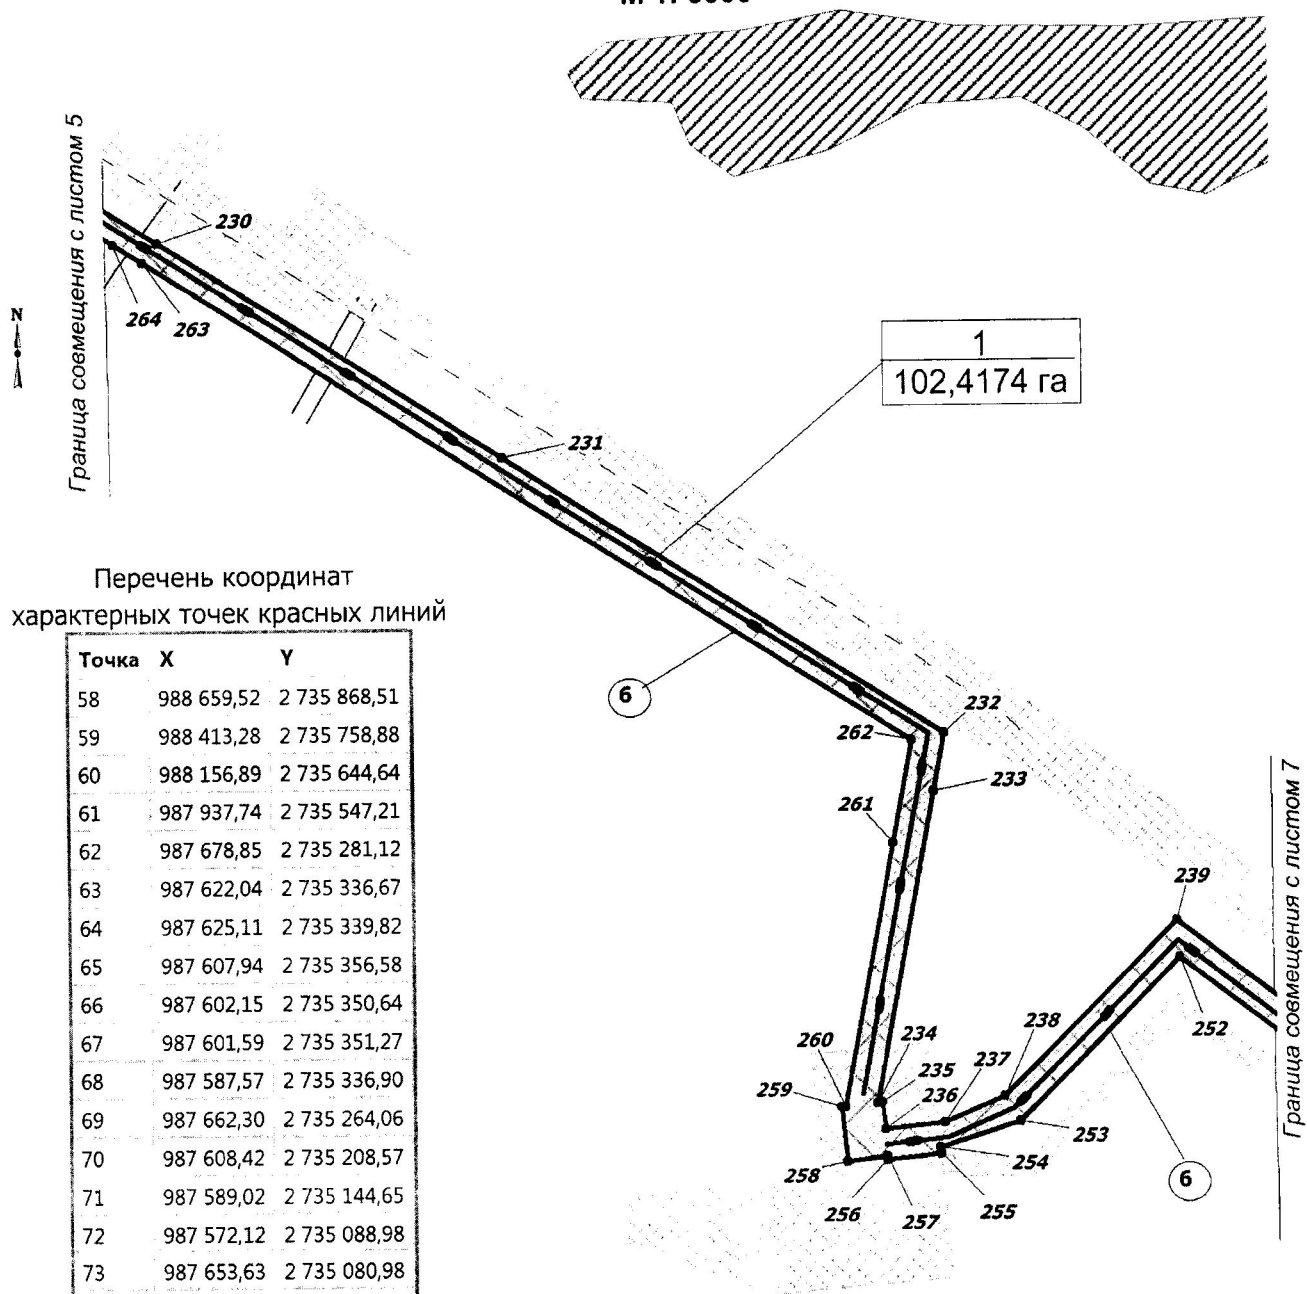 Граница совмещения с листом 5
N
230
264
263
231
1
102,4174 га
6
232
262
233
261
239
Граница совмещения с листом 7
252
238
237
234
235
236
260
259
253
254
255
258
256
257
6
Перечень координат
характерных точек красных линий
Точка X Y
58 988 659,52 2 735 868,51
59 988 413,28 2 735 758,88
60 988 156,89 2 735 644,64
61 987 937,74 2 735 547,21
62 987 678,85 2 735 281,12
63 987 622,04 2 735 336,67
64 987 625,11 2 735 339,82
65 987 607,94 2 735 356,58
66 987 602,15 2 735 350,64
67 987 601,59 2 735 351,27
68 987 587,57 2 735 336,90
69 987 662,30 2 735 264,06
70 987 608,42 2 735 208,57
71 987 589,02 2 735 144,65
72 987 572,12 2 735 088,98
73 987 653,63 2 735 080,98